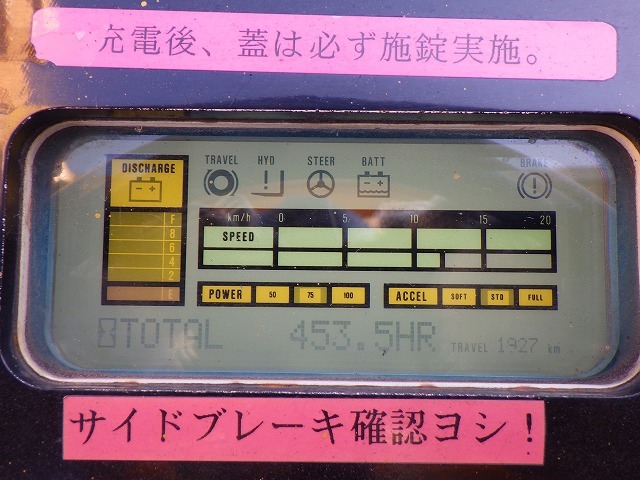 充電後、蓋は必ず施錠実施。
DISCHARGE
TRAVEL HYD STEER BATT BRAKE
km/h 0 5 10 15 20
SPEED
F
8
6
4
2
E
POWER 50 75 100 ACCEL SOFT STD FULL
TOTAL 453.5HR TRAVEL 1927 km
サイドブレーキ確認ヨシ！